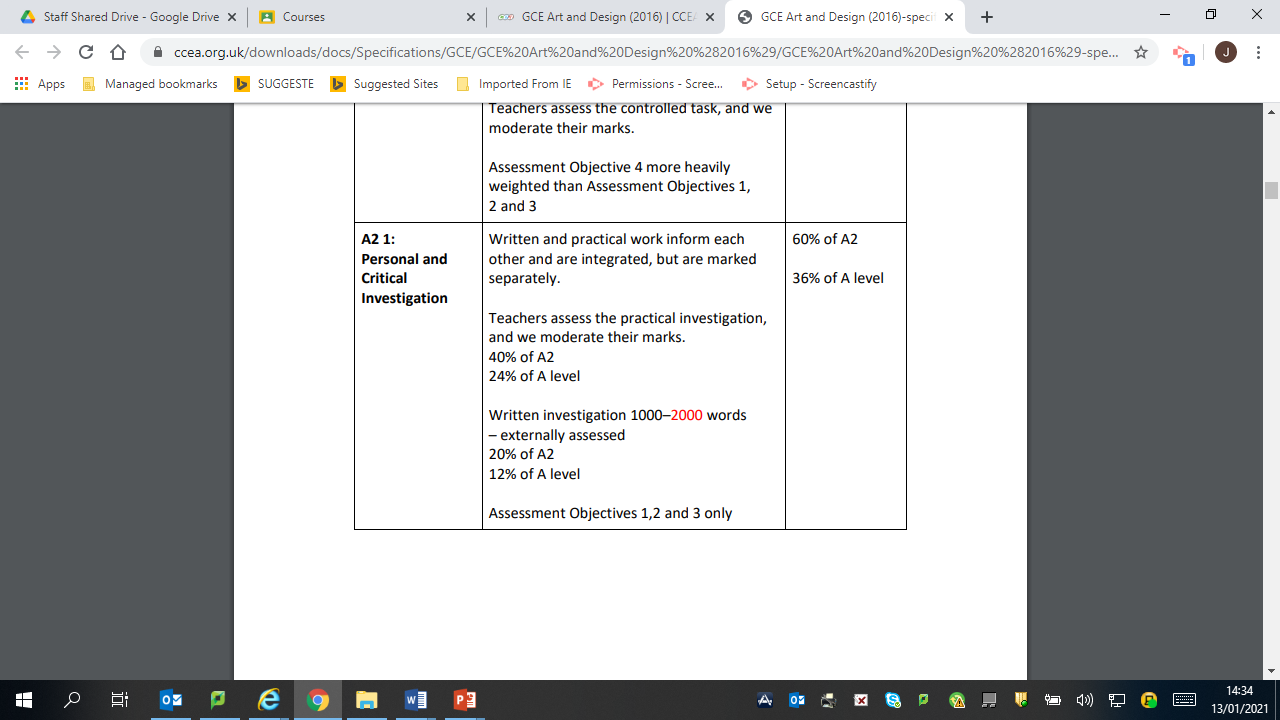 Staff Shared Drive - Google Drive
Courses
GCE Art and Design (2016) | CCEA
GCE Art and Design (2016)-specif
ccea.org.uk/downloads/docs/Specifications/GCE/GCE%20Art%20and%20Design%20%282016%29/GCE%20Art%20and%20Design%20%282016%29-spe...
J
1
Apps
Managed bookmarks
SUGGESTE
Suggested Sites
Imported From IE
Permissions - Scree...
Setup - Screencastify
Teachers assess the controlled task, and we
moderate their marks.
Assessment Objective 4 more heavily
weighted than Assessment Objectives 1,
2 and 3
A2 1:
Personal and
Critical
Investigation
Written and practical work inform each
other and are integrated, but are marked
separately.
Teachers assess the practical investigation,
and we moderate their marks.
40% of A2
24% of A level
Written investigation 1000–2000 words
– externally assessed
20% of A2
12% of A level
Assessment Objectives 1,2 and 3 only
60% of A2
36% of A level
14:34
13/01/2021